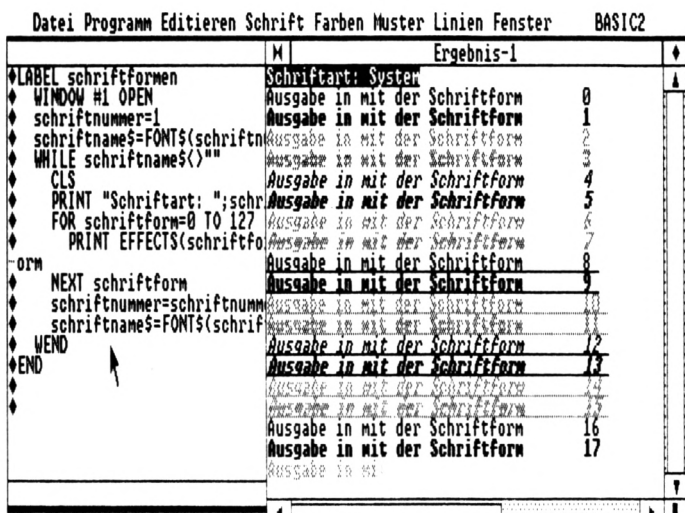 Datei Programm Editieren Schrift Farben Muster Linien Fenster BASIC2
Ergebnis-1
LABEL schriftformen
WINDOW #1 OPEN
schriftnummer=1
schriftname$=FONT$(schriftn
WHILE schriftname$<>""
CLS
PRINT "Schriftart: ";schr
FOR schriftform=0 TO 127
PRINT EFFECTS(schriftfo
orm
NEXT schriftform
schriftnummer=schriftnumm
schriftname$=FONT$(schrif
WEND
END
Schriftart: System
Ausgabe in mit der Schriftform 0
Ausgabe in mit der Schriftform 1
Ausgabe in mit der Schriftform 2
Ausgabe in mit der Schriftform 3
Ausgabe in mit der Schriftform 4
Ausgabe in mit der Schriftform 5
Ausgabe in mit der Schriftform 6
Ausgabe in mit der Schriftform 7
Ausgabe in mit der Schriftform 8
Ausgabe in mit der Schriftform 9
Ausgabe in mit der Schriftform 10
Ausgabe in mit der Schriftform 11
Ausgabe in mit der Schriftform 12
Ausgabe in mit der Schriftform 13
Ausgabe in mit der Schriftform 14
Ausgabe in mit der Schriftform 15
Ausgabe in mit der Schriftform 16
Ausgabe in mit der Schriftform 17
Ausgabe in mi